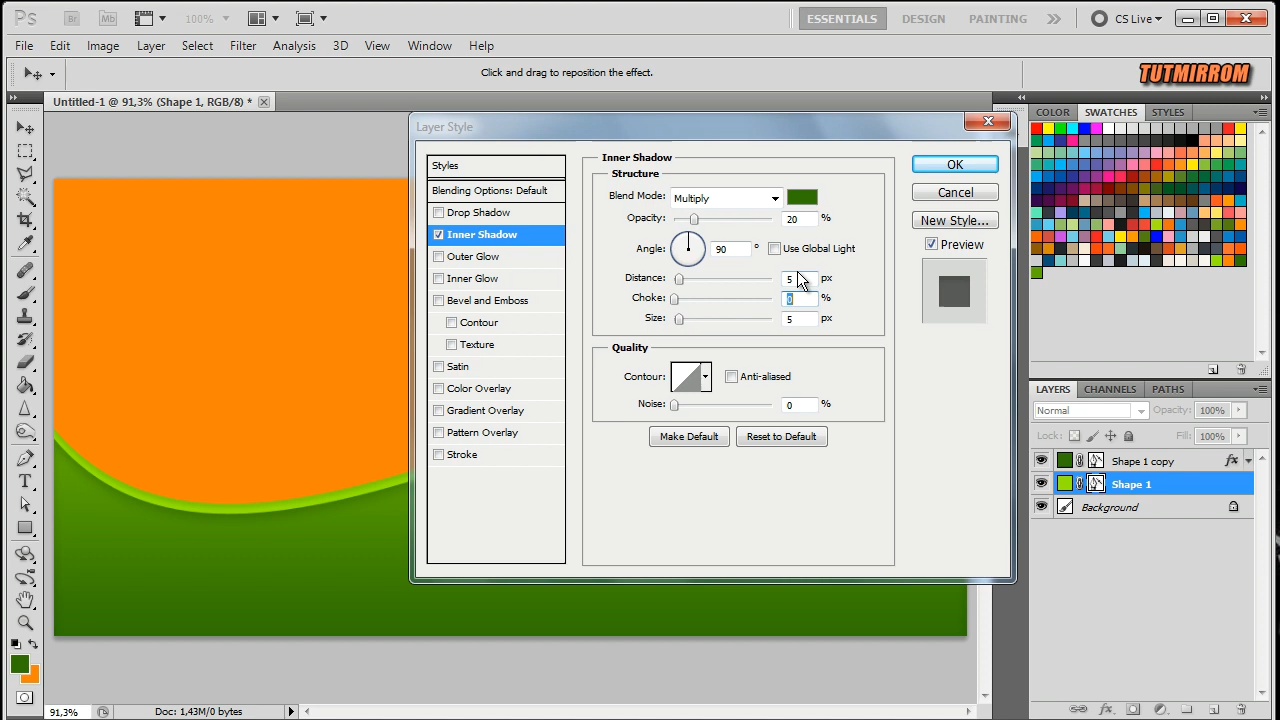 Ps
Br
Mb
100%
ESSENTIALS
DESIGN
PAINTING
CS Live
File Edit Image Layer Select Filter Analysis 3D View Window Help
Click and drag to reposition the effect.
TUTMIRROM
Untitled-1 @ 91,3% (Shape 1, RGB/8) *
Layer Style
Styles
Blending Options: Default
Drop Shadow
Inner Shadow
Outer Glow
Inner Glow
Bevel and Emboss
Contour
Texture
Satin
Color Overlay
Gradient Overlay
Pattern Overlay
Stroke
Inner Shadow
Structure
Blend Mode: Multiply
Opacity: 20 %
Angle: 90 ° Use Global Light
Distance: 5 px
Choke: 0 %
Size: 5 px
Quality
Contour: Anti-aliased
Noise: 0 %
Make Default Reset to Default
OK
Cancel
New Style...
Preview
COLOR SWATCHES STYLES
LAYERS CHANNELS PATHS
Normal Opacity: 100%
Lock: Fill: 100%
Shape 1 copy fx
Shape 1
Background
fx.
T
91,3% Doc: 1,43M/0 bytes